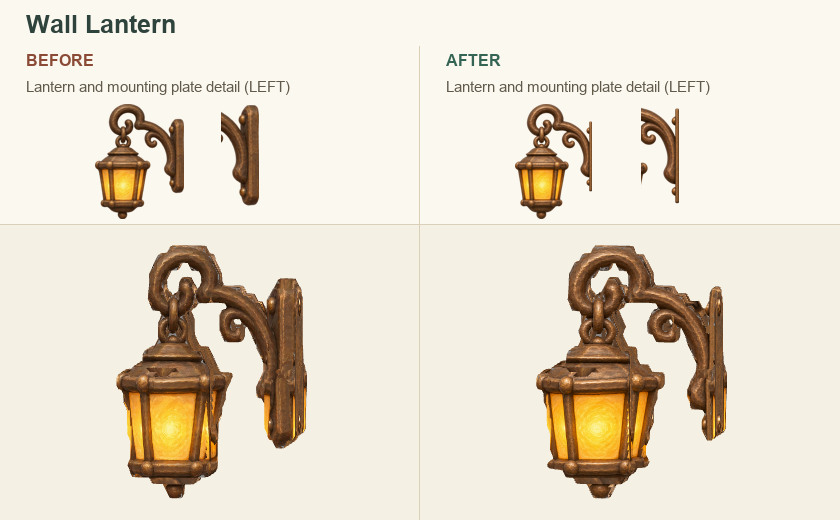 Wall Lantern
BEFORE
Lantern and mounting plate detail (LEFT)
AFTER
Lantern and mounting plate detail (LEFT)